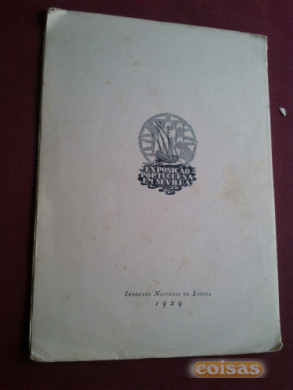 EXPOSIÇÃO
PORTUGUESA
EM SEVILHA
IMPRENSA NACIONAL DE LISBOA
1929
coisas